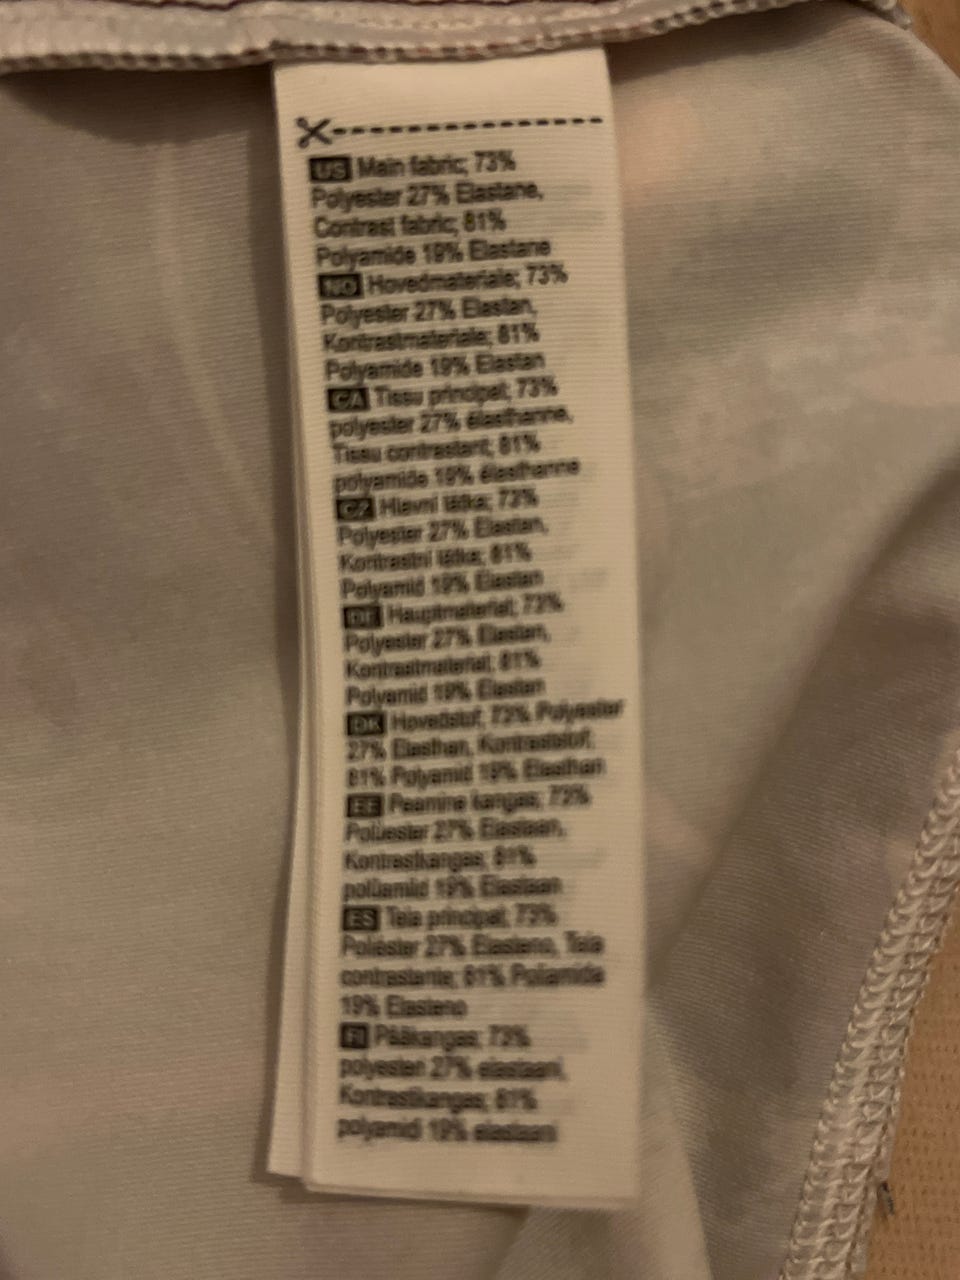 US Main fabric; 73%
Polyester 27% Elastane,
Contrast fabric; 81%
Polyamide 19% Elastane
NO Hovedmateriale; 73%
Polyester 27% Elastan,
Kontrastmateriale; 81%
Polyamide 19% Elastan
CA Tissu principal; 73%
polyester 27% élasthanne,
Tissu contrastant; 81%
polyamide 19% élasthanne
CZ Hlavní látka; 73%
Polyester 27% Elastan,
Kontrastní látka; 81%
Polyamid 19% Elastan
DE Hauptmaterial; 73%
Polyester 27% Elastan,
Kontrastmaterial; 81%
Polyamid 19% Elastan
DK Hovedstof; 73% Polyester
27% Elasthan, Kontraststof;
81% Polyamid 19% Elasthan
EE Peamine kangas; 73%
Polüester 27% Elastaan,
Kontrastkangas; 81%
polüamiid 19% Elastaan
ES Tela principal; 73%
Poliéster 27% Elasteno, Tela
contrastante; 81% Poliamida
19% Elasteno
FI Pääkangas; 73%
polyesteri 27% elastaani,
Kontrastikangas; 81%
polyamidi 19% elastaani